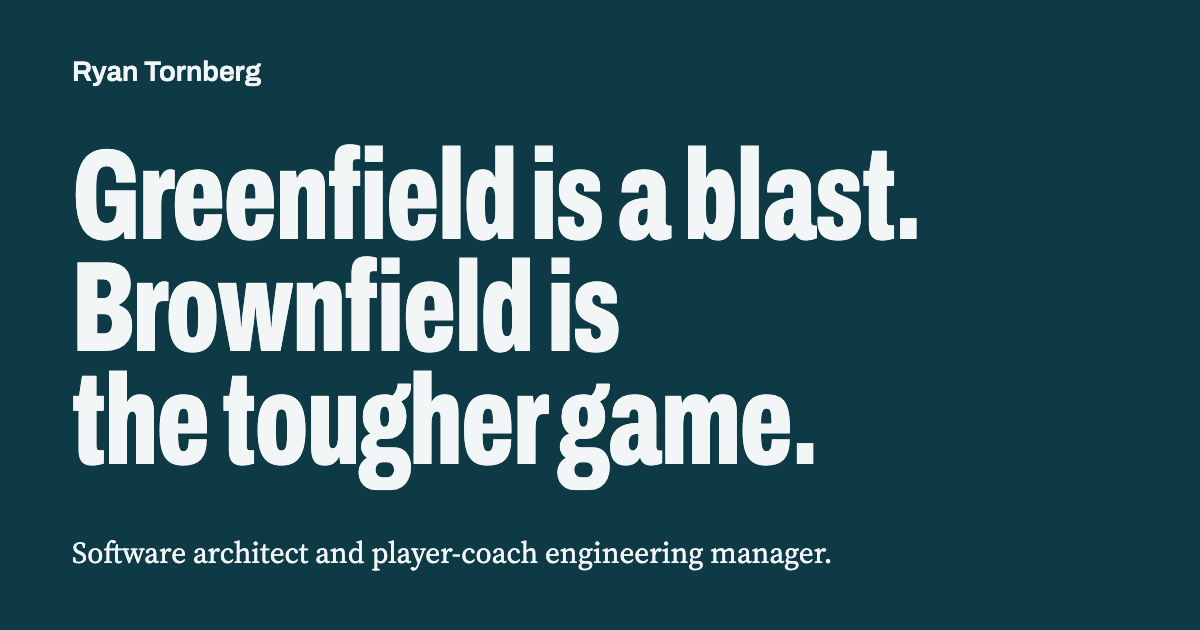 Ryan Tornberg
Greenfield is a blast.
Brownfield is
the tougher game.
Software architect and player-coach engineering manager.